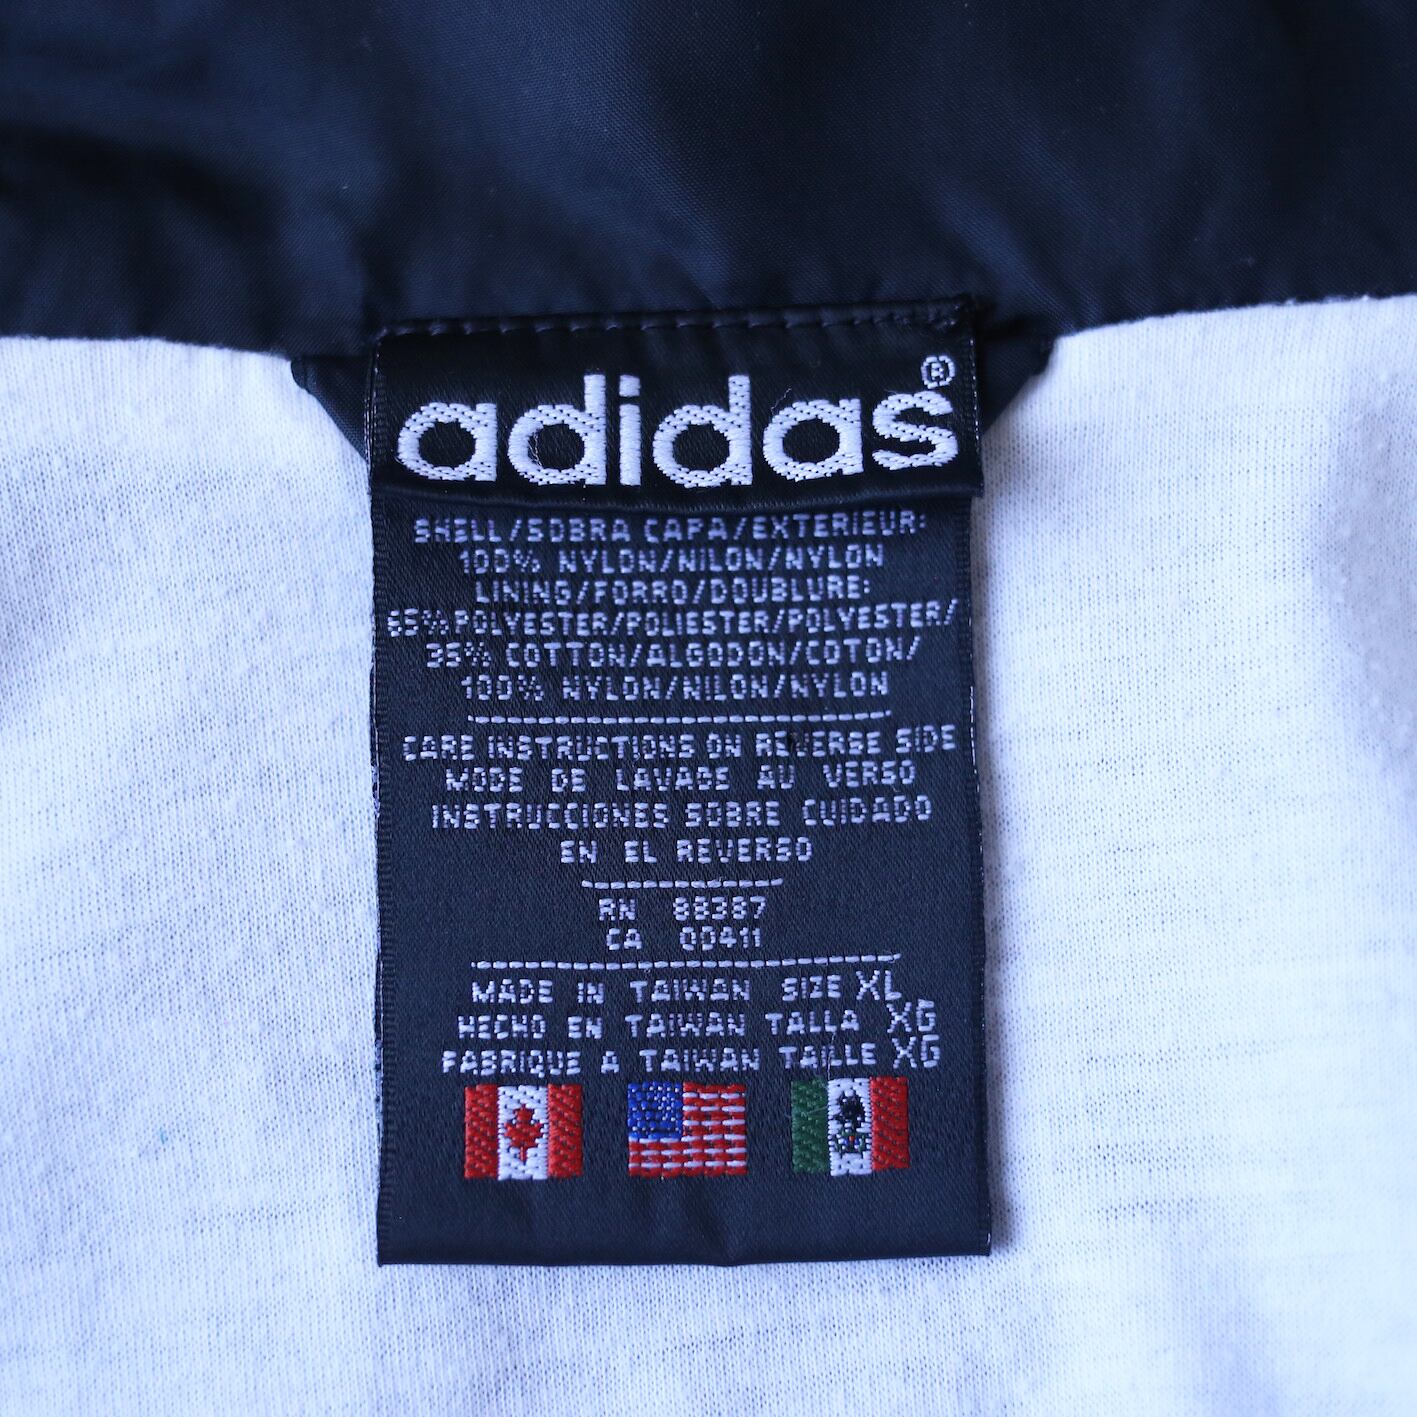 adidas®
SHELL/SOBRA CAPA/EXTERIEUR:
100% NYLON/NILON/NYLON
LINING/FORRO/DOUBLURE:
65% POLYESTER/POLIESTER/POLYESTER/
35% COTTON/ALGODON/COTON/
100% NYLON/NILON/NYLON
CARE INSTRUCTIONS ON REVERSE SIDE
MODE DE LAVAGE AU VERSO
INSTRUCCIONES SOBRE CUIDADO
EN EL REVERSO
RN 88387
CA 00411
MADE IN TAIWAN SIZE XL
HECHO EN TAIWAN TALLA XG
FABRIQUE A TAIWAN TAILLE XG